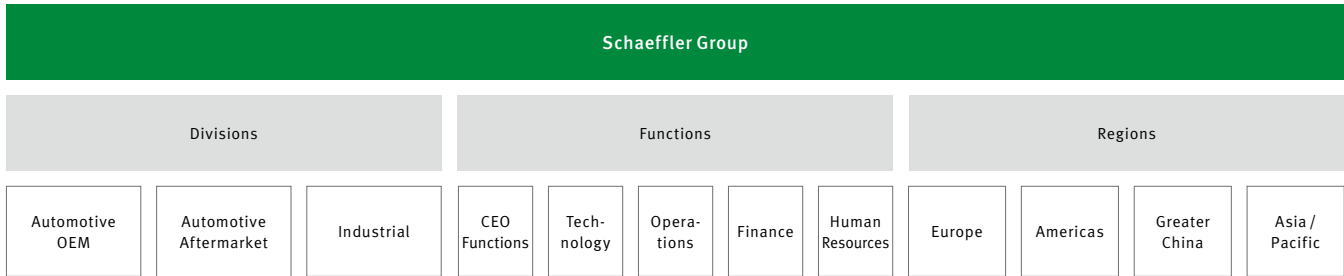 Schaeffler Group
Divisions
Functions
Regions
Automotive
OEM
Automotive
Aftermarket
Industrial
CEO
Functions
Tech-
nology
Opera-
tions
Finance
Human
Resources
Europe
Americas
Greater
China
Asia /
Pacific